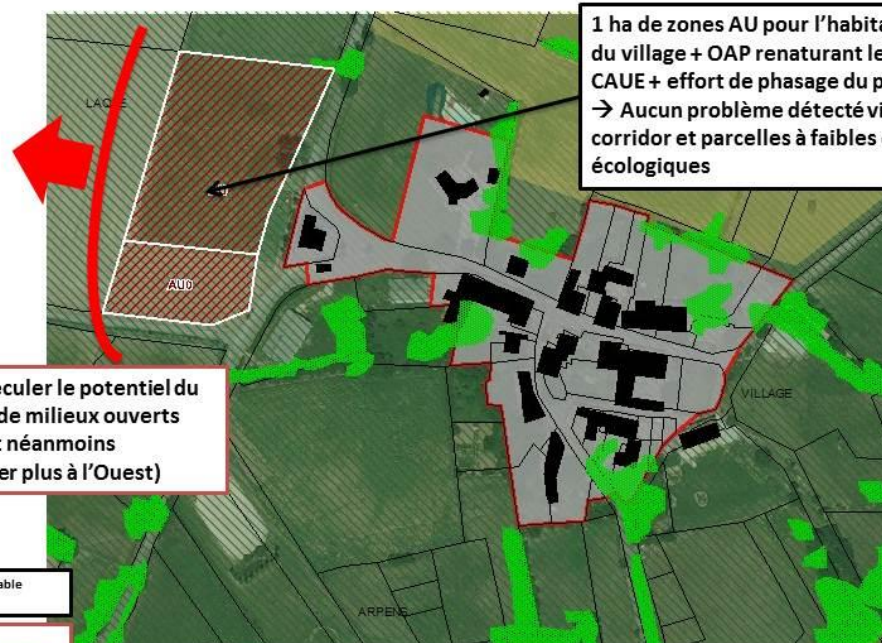 1 ha de zones AU pour l’habita
du village + OAP renaturant le
CAUE + effort de phasage du p
→ Aucun problème détecté vi
corridor et parcelles à faibles
écologiques
LAQUE
AU0
eculer le potentiel du
de milieux ouverts
t néanmoins
er plus à l’Ouest)
VILLAGE
able
ARPENS